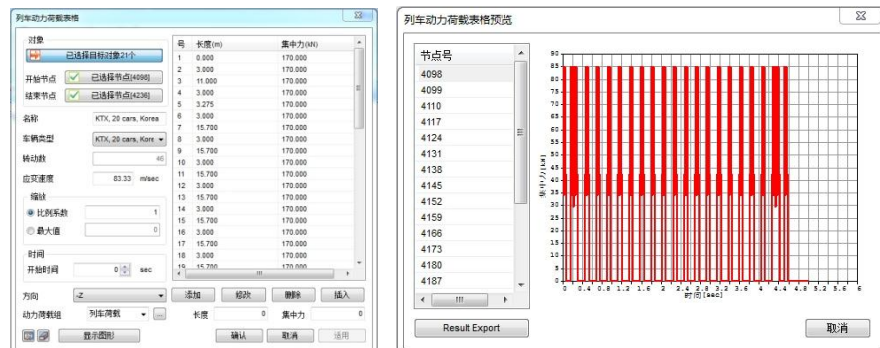 列车动力荷载表格
对象
已选择目标对象21个
开始节点 已选择节点[4098]
结束节点 已选择节点[4236]
名称 KTX, 20 cars, Korea
车辆类型 KTX, 20 cars, Kore
转动数 46
应变速度 83.33 m/sec
缩放
比例系数 1
最大值 0
时间
开始时间 0 sec
方向 -Z
动力荷载组 列车荷载 ...
显示图形
号 长度(m) 集中力(kN)
1 0.000 170.000
2 3.000 170.000
3 11.000 170.000
4 3.000 170.000
5 3.275 170.000
6 3.000 170.000
7 15.700 170.000
8 3.000 170.000
9 15.700 170.000
10 3.000 170.000
11 15.700 170.000
12 3.000 170.000
13 15.700 170.000
14 3.000 170.000
15 15.700 170.000
16 3.000 170.000
17 15.700 170.000
18 3.000 170.000
19 15.700 170.000
添加 修改 删除 插入
长度 0 集中力 0
确认 取消 适用
列车动力荷载表格预览
节点号
4098
4099
4110
4117
4124
4131
4138
4145
4152
4159
4166
4173
4180
4187
Result Export
集中力[kN]
90
85
80
75
70
65
60
55
50
45
40
35
30
25
20
15
10
5
0
0 0.4 0.8 1.2 1.6 2 2.4 2.8 3.2 3.6 4 4.4 4.8 5.2 5.6 6
时间[sec]
取消